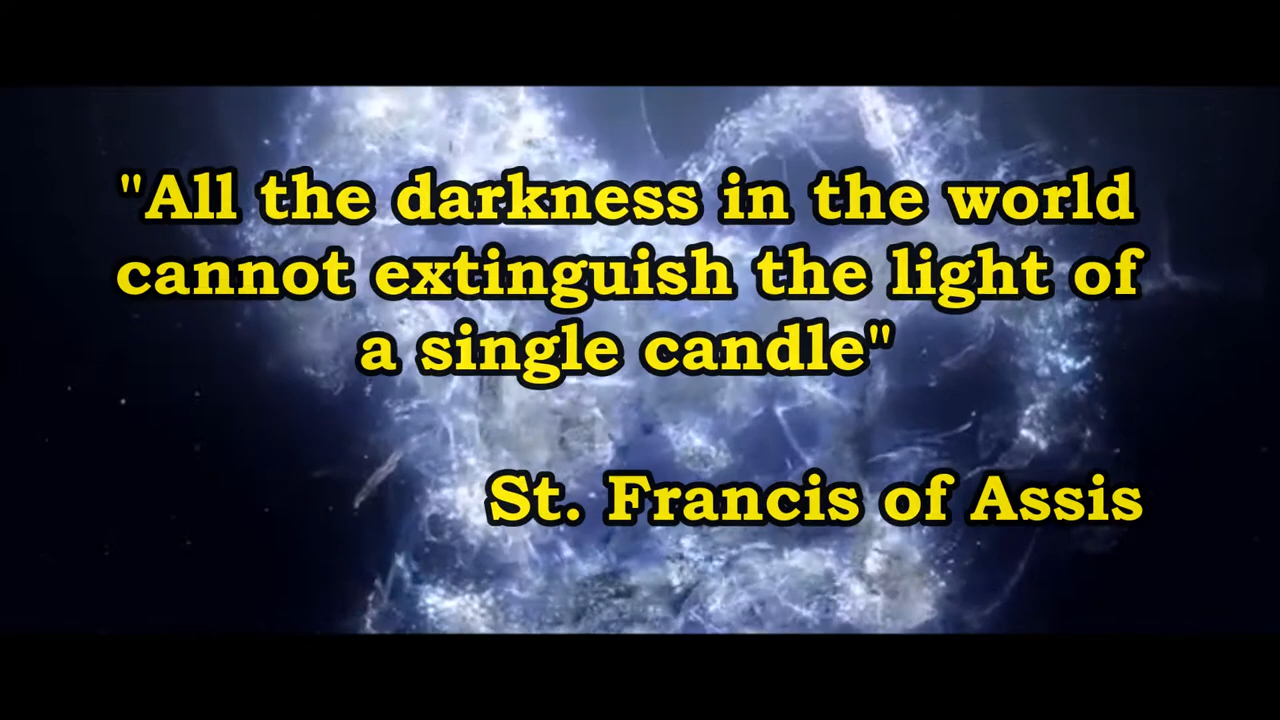 "All the darkness in the world
cannot extinguish the light of
a single candle"
St. Francis of Assis